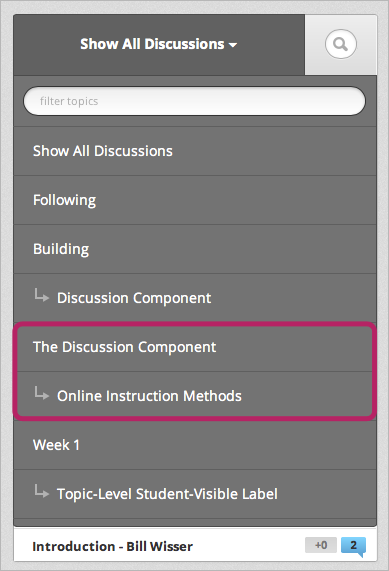 Show All Discussions
filter topics
Show All Discussions
Following
Building
Discussion Component
The Discussion Component
Online Instruction Methods
Week 1
Topic-Level Student-Visible Label
Introduction - Bill Wisser +0 2